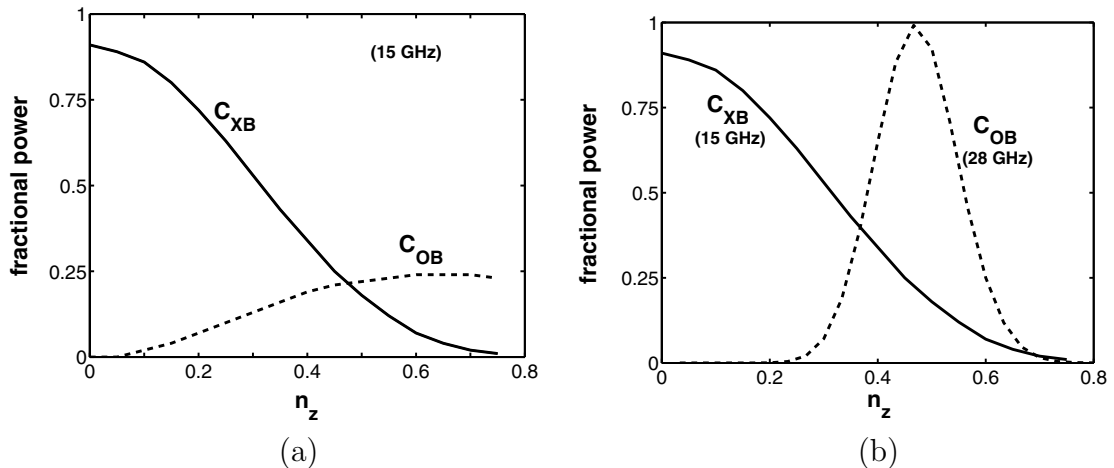 1
0.75
0.5
0.25
0
fractional power
(15 GHz)
C_XB
C_OB
0 0.2 0.4 0.6 0.8
n_z
(a)
1
0.75
0.5
0.25
0
fractional power
C_XB
(15 GHz)
C_OB
(28 GHz)
0 0.2 0.4 0.6 0.8
n_z
(b)